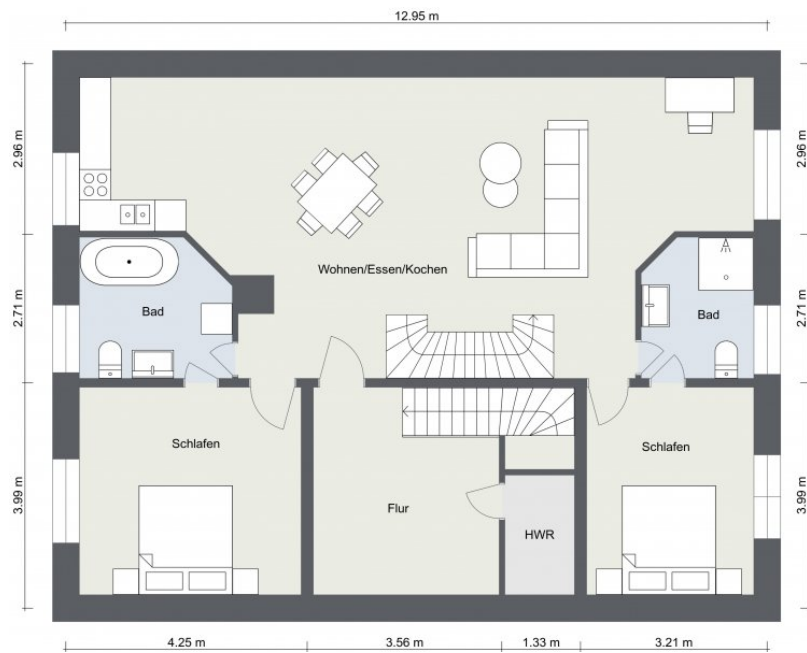 12.95 m
2.96 m
2.96 m
Wohnen/Essen/Kochen
2.71 m
Bad
Bad
2.71 m
Schlafen
Schlafen
3.99 m
Flur
HWR
3.99 m
4.25 m
3.56 m
1.33 m
3.21 m